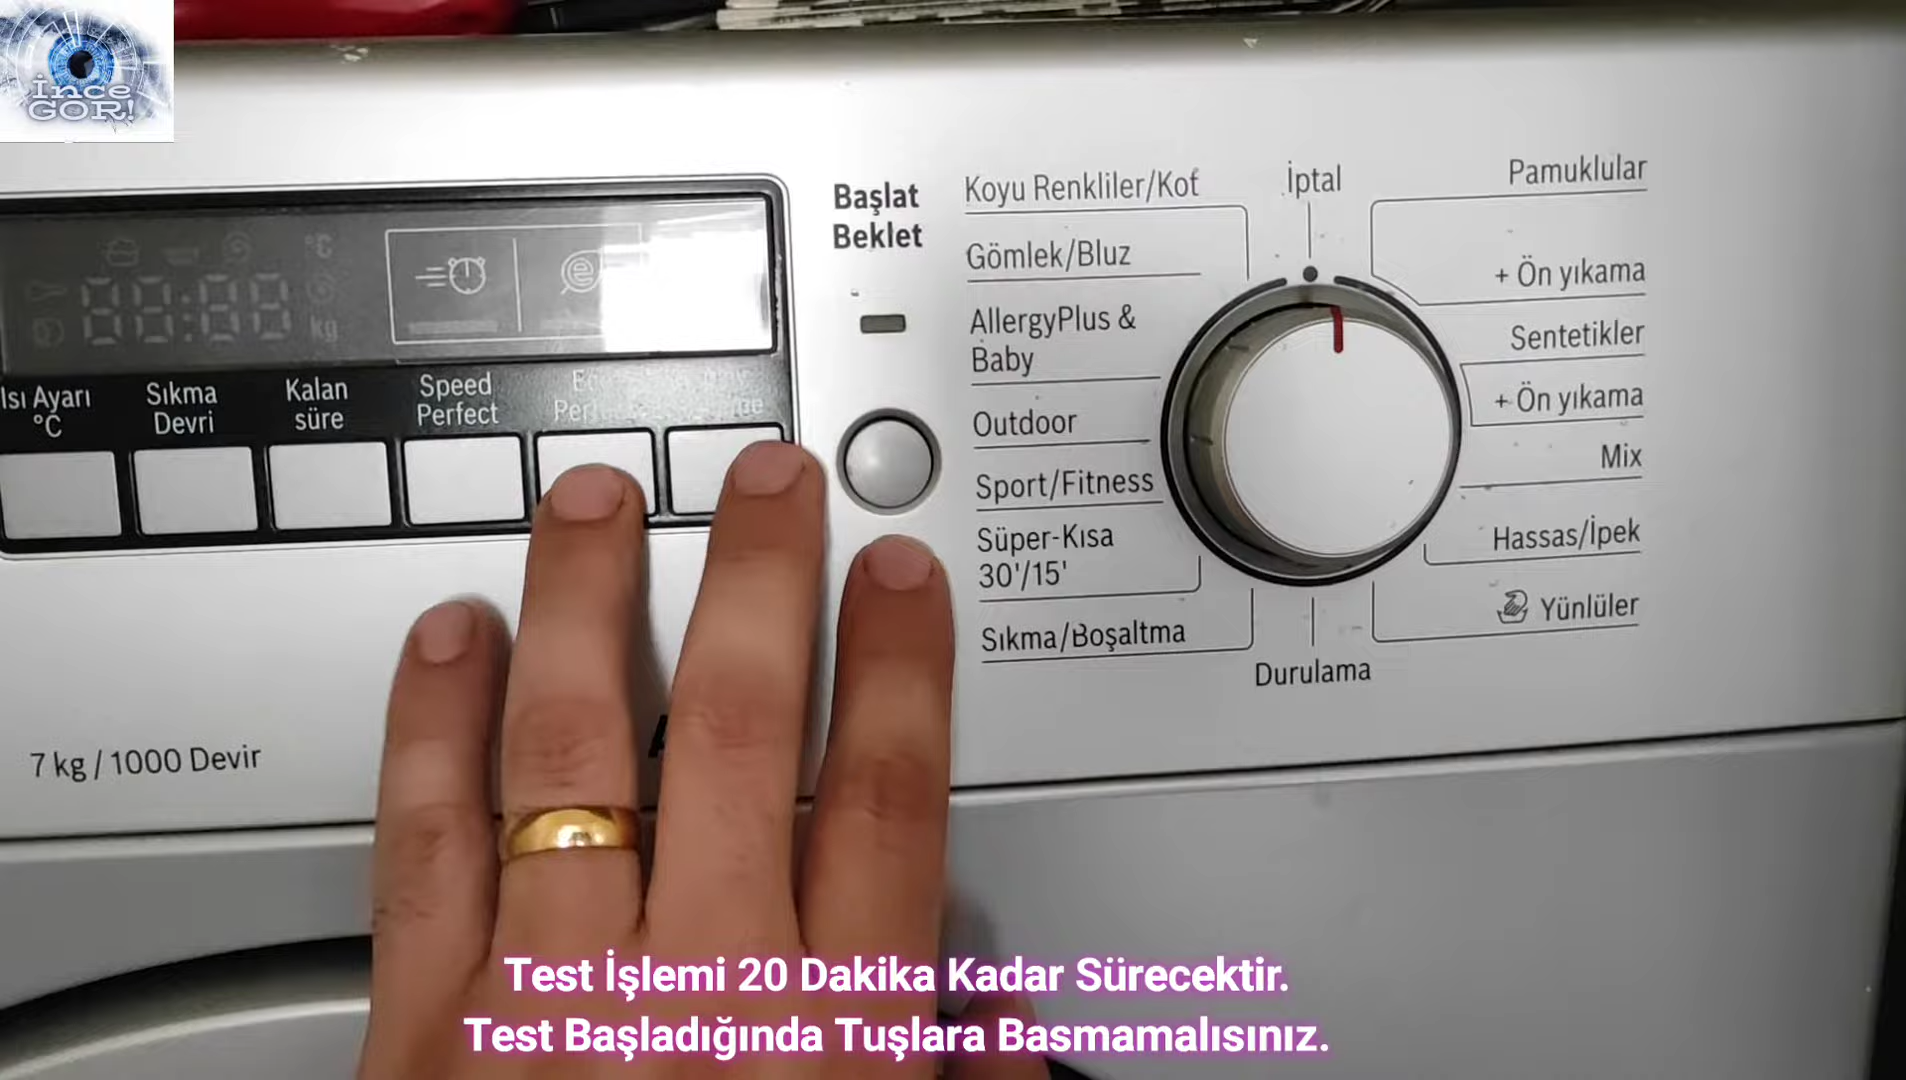 İnce
GÖR!
Başlat
Beklet
Koyu Renkliler/Kot
Gömlek/Bluz
AllergyPlus &
Baby
Outdoor
Sport/Fitness
Süper-Kısa
30'/15'
Sıkma/Boşaltma
İptal
Durulama
Pamuklular
+ Ön yıkama
Sentetikler
+ Ön yıkama
Mix
Hassas/İpek
Yünlüler
°C
kg
Isı Ayarı
°C
Sıkma
Devri
Kalan
süre
Speed
Perfect
7 kg / 1000 Devir
Test İşlemi 20 Dakika Kadar Sürecektir.
Test Başladığında Tuşlara Basmamalısınız.